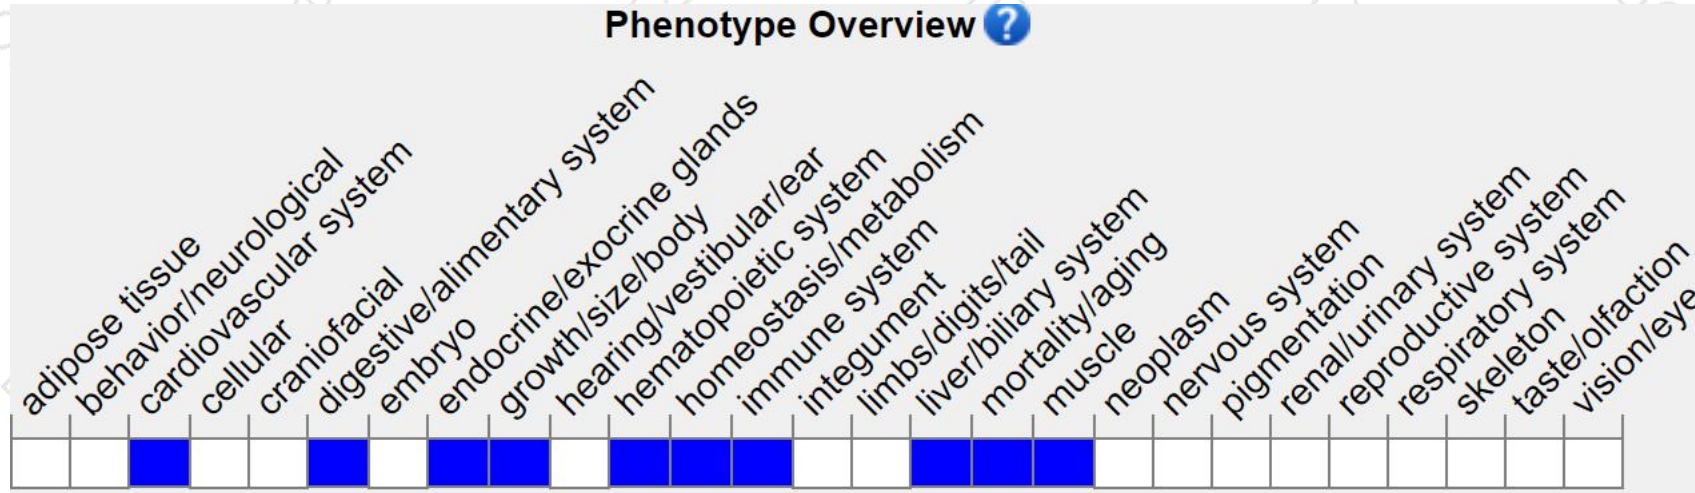 Phenotype Overview ?
adipose tissue
behavior/neurological
cardiovascular system
cellular
craniofacial
digestive/alimentary system
embryo
endocrine/exocrine glands
growth/size/body
hearing/vestibular/ear
hematopoietic system
homeostasis/metabolism
immune system
integument
limbs/digits/tail
liver/biliary system
mortality/aging
muscle
neoplasm
nervous system
pigmentation
renal/urinary system
reproductive system
respiratory system
skeleton
taste/olfaction
vision/eye